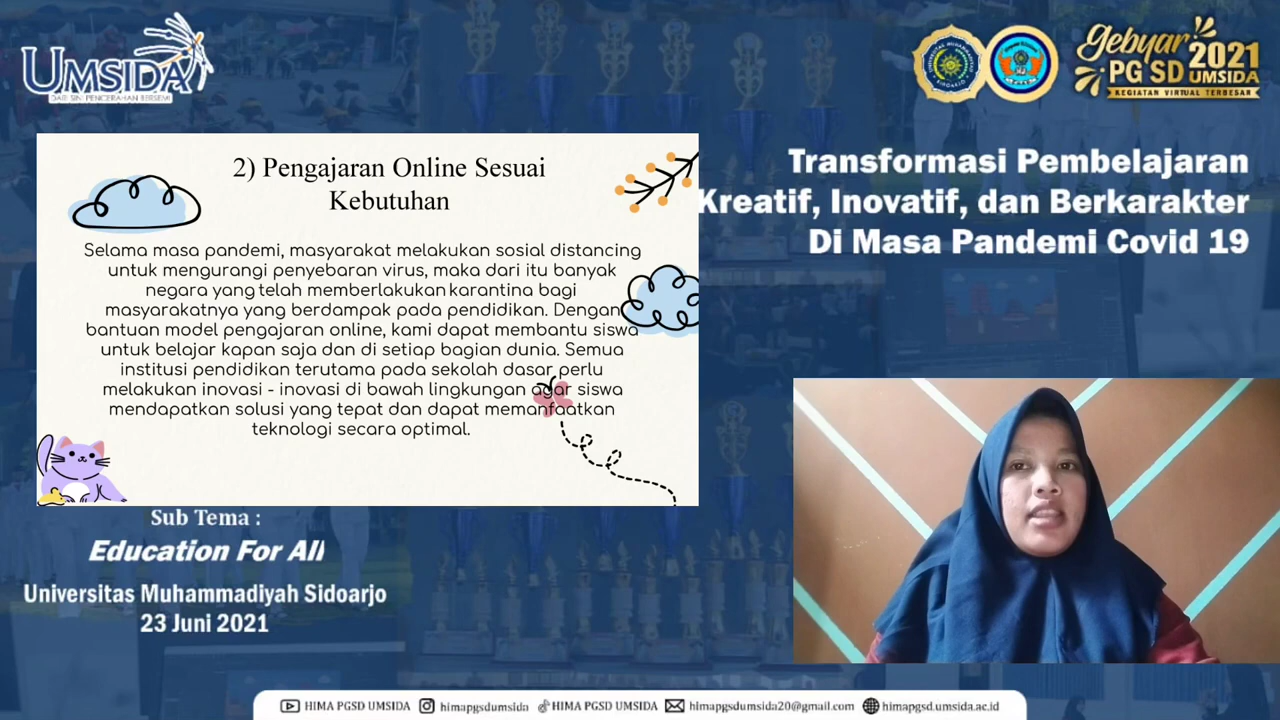 UMSIDA
DARI SINI PENCERAHAN BERSEMI
Gebyar
PG SD
2021
UMSIDA
KEGIATAN VIRTUAL TERBESAR
Transformasi Pembelajaran
Kreatif, Inovatif, dan Berkarakter
Di Masa Pandemi Covid 19
2) Pengajaran Online Sesuai
Kebutuhan
Selama masa pandemi, masyarakat melakukan sosial distancing
untuk mengurangi penyebaran virus, maka dari itu banyak
negara yang telah memberlakukan karantina bagi
masyarakatnya yang berdampak pada pendidikan. Dengan
bantuan model pengajaran online, kami dapat membantu siswa
untuk belajar kapan saja dan di setiap bagian dunia. Semua
institusi pendidikan terutama pada sekolah dasar perlu
melakukan inovasi - inovasi di bawah lingkungan agar siswa
mendapatkan solusi yang tepat dan dapat memanfaatkan
teknologi secara optimal.
Sub Tema :
Education For All
Universitas Muhammadiyah Sidoarjo
23 Juni 2021
HIMA PGSD UMSIDA himapgsdumsida HIMA PGSD UMSIDA himapgsdumsida20@gmail.com himapgsd.umsida.ac.id